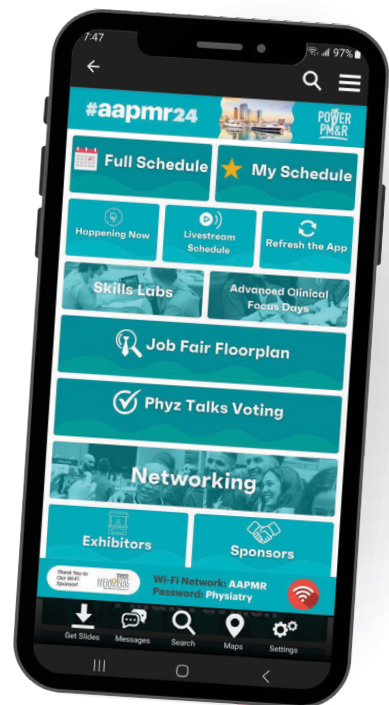 7:47
97%
#aapmr24
POWER
PM&R
Full Schedule
My Schedule
Happening Now
Livestream
Schedule
Refresh the App
Skills Labs
Advanced Clinical
Focus Days
Job Fair Floorplan
Phyz Talks Voting
Networking
Exhibitors
Sponsors
Thank You to
Our Wi-Fi
Sponsor!
Wi-Fi Network: AAPMR
Password: Physiatry
Get Slides
Messages
Search
Maps
Settings